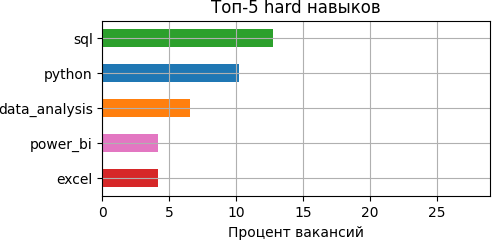 Топ-5 hard навыков
sql
python
data_analysis
power_bi
excel
0 5 10 15 20 25
Процент вакансий